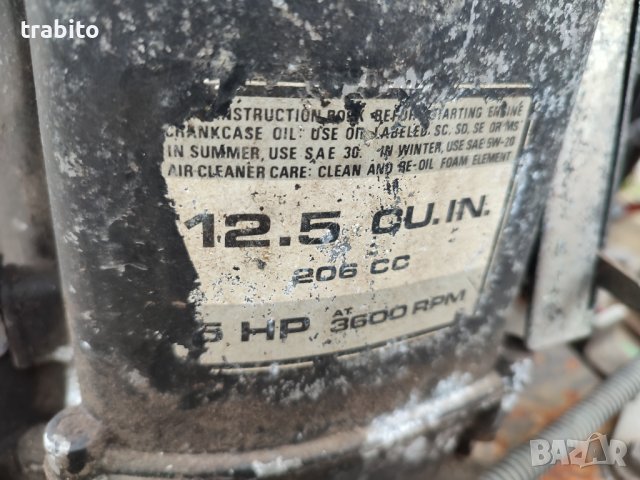 trabito
INSTRUCTION BOOK BEFORE STARTING ENGINE
CRANKCASE OIL: USE OIL LABELED SC, SD, SE OR MS
IN SUMMER, USE SAE 30. IN WINTER, USE SAE 5W-20
AIR CLEANER CARE: CLEAN AND RE-OIL FOAM ELEMENT
12.5 CU.IN.
206 CC
5 HP AT 3600 RPM
BAZAR